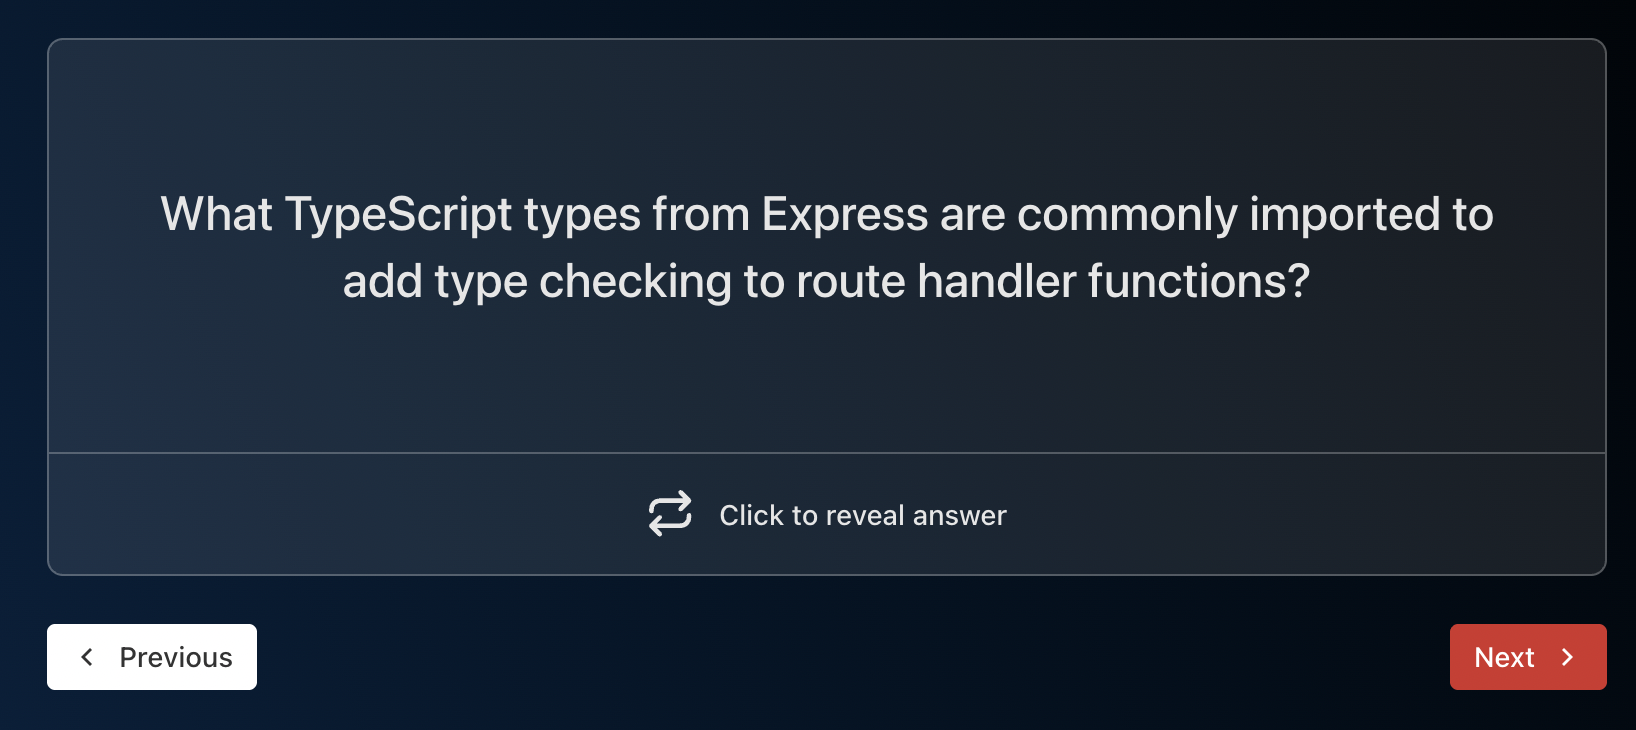 What TypeScript types from Express are commonly imported to
add type checking to route handler functions?
Click to reveal answer
Previous
Next